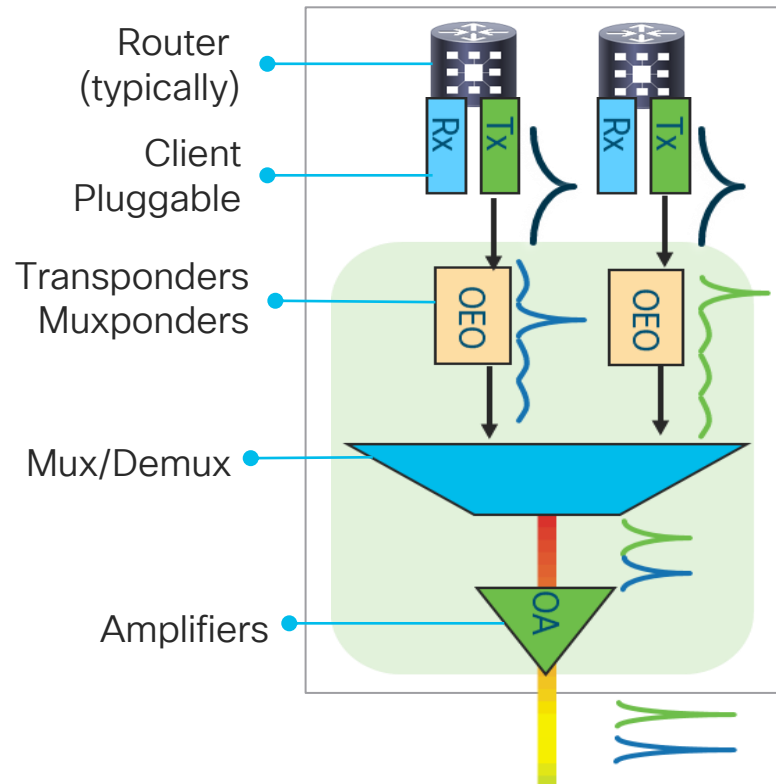 Router
(typically)
Rx
Tx
Rx
Tx
Client
Pluggable
Transponders
Muxponders
OEO
OEO
Mux/Demux
Amplifiers
OA